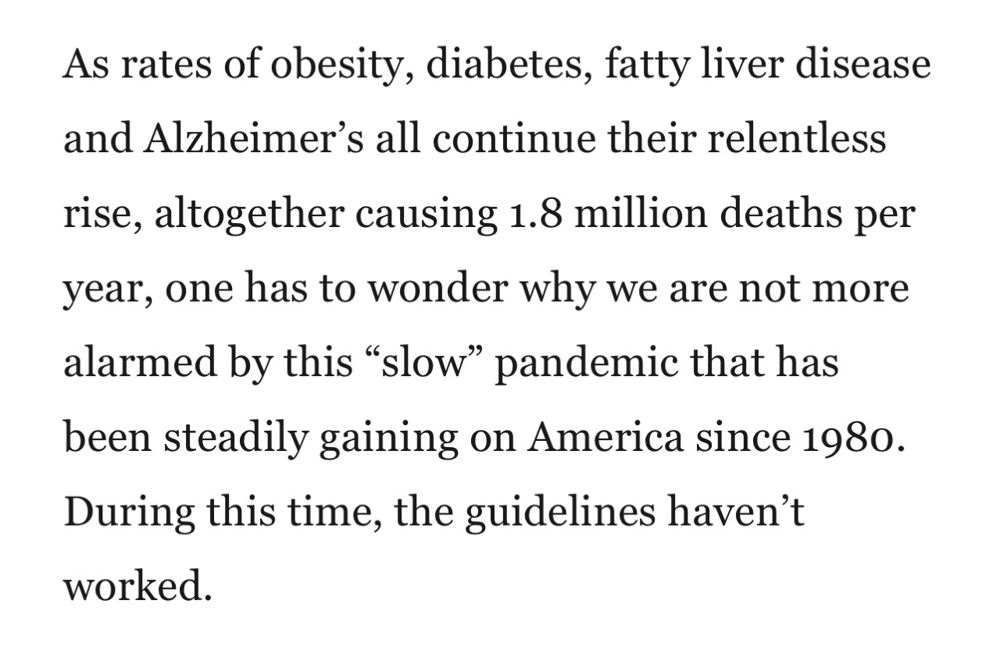 As rates of obesity, diabetes, fatty liver disease
and Alzheimer’s all continue their relentless
rise, altogether causing 1.8 million deaths per
year, one has to wonder why we are not more
alarmed by this “slow” pandemic that has
been steadily gaining on America since 1980.
During this time, the guidelines haven’t
worked.